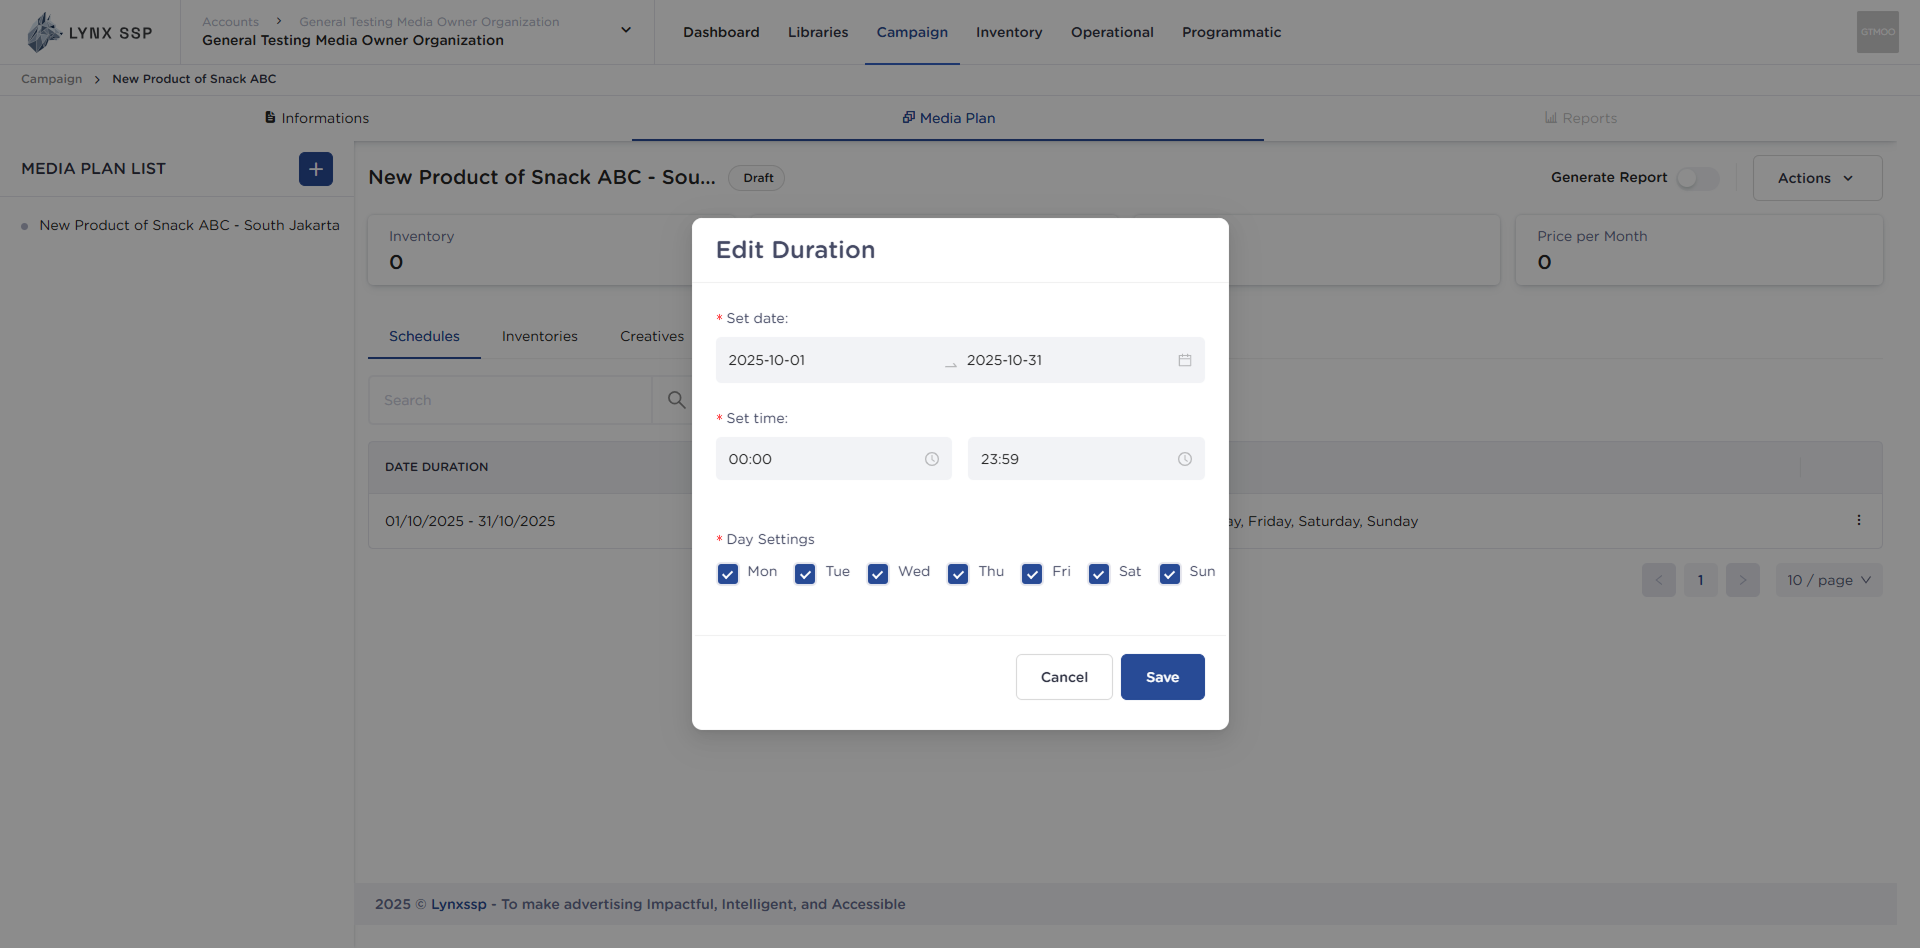 LYNX SSP
Accounts > General Testing Media Owner Organization
General Testing Media Owner Organization
Dashboard Libraries Campaign Inventory Operational Programmatic
GTMOO
Campaign > New Product of Snack ABC
Informations Media Plan Reports
MEDIA PLAN LIST
New Product of Snack ABC - South Jakarta
New Product of Snack ABC - Sou... Draft
Generate Report
Actions
Inventory
0
Price per Month
0
Schedules Inventories Creatives
Search
DATE DURATION
01/10/2025 - 31/10/2025
ay, Friday, Saturday, Sunday
< 1 > 10 / page
Edit Duration
* Set date:
2025-10-01 2025-10-31
* Set time:
00:00 23:59
* Day Settings
Mon Tue Wed Thu Fri Sat Sun
Cancel Save
2025 © Lynxssp - To make advertising Impactful, Intelligent, and Accessible